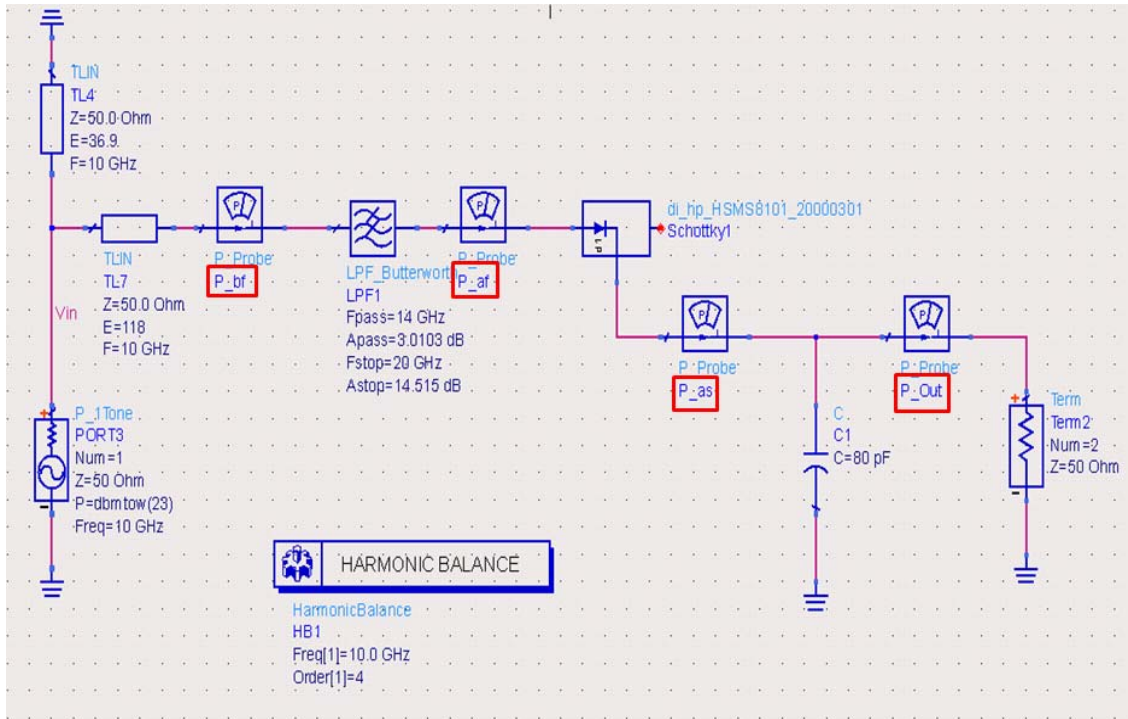 TLIN
TL4
Z=50.0 Ohm
E=36.9
F=10 GHz
TLIN
TL7
Z=50.0 Ohm
E=118
F=10 GHz
Vin
P_Probe
P_bf
LPF_Butterworth
LPF1
Fpass=14 GHz
Apass=3.0103 dB
Fstop=20 GHz
Astop=14.515 dB
P_Probe
P_af
di_hp_HSMS8101_20000301
Schottky1
P_Probe
P_as
P_Probe
P_Out
C
C1
C=80 pF
Term
Term2
Num=2
Z=50 Ohm
P_1Tone
PORT3
Num=1
Z=50 Ohm
P=dbmtow(23)
Freq=10 GHz
HARMONIC BALANCE
HarmonicBalance
HB1
Freq[1]=10.0 GHz
Order[1]=4